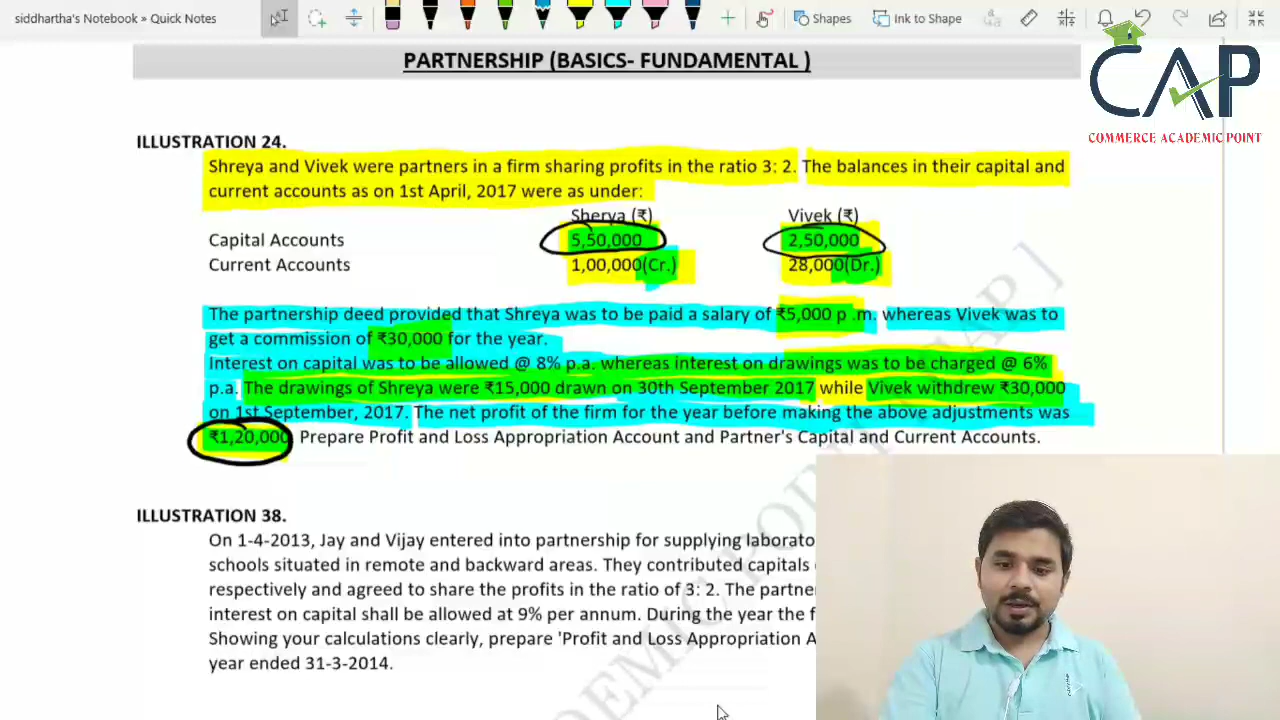 siddhartha's Notebook » Quick Notes
Shapes
Ink to Shape
CAP
COMMERCE ACADEMIC POINT
PARTNERSHIP (BASICS- FUNDAMENTAL )
ILLUSTRATION 24.
Shreya and Vivek were partners in a firm sharing profits in the ratio 3: 2. The balances in their capital and
current accounts as on 1st April, 2017 were as under:
Sherya (₹) Vivek (₹)
Capital Accounts 5,50,000 2,50,000
Current Accounts 1,00,000(Cr.) 28,000(Dr.)
The partnership deed provided that Shreya was to be paid a salary of ₹5,000 p .m. whereas Vivek was to
get a commission of ₹30,000 for the year.
Interest on capital was to be allowed @ 8% p.a. whereas interest on drawings was to be charged @ 6%
p.a. The drawings of Shreya were ₹15,000 drawn on 30th September 2017 while Vivek withdrew ₹30,000
on 1st September, 2017. The net profit of the firm for the year before making the above adjustments was
₹1,20,000 Prepare Profit and Loss Appropriation Account and Partner's Capital and Current Accounts.
ILLUSTRATION 38.
On 1-4-2013, Jay and Vijay entered into partnership for supplying
schools situated in remote and backward areas. They contributed capitals
respectively and agreed to share the profits in the ratio of 3: 2. The
interest on capital shall be allowed at 9% per annum. During the year the
Showing your calculations clearly, prepare 'Profit and Loss Appropriation
year ended 31-3-2014.